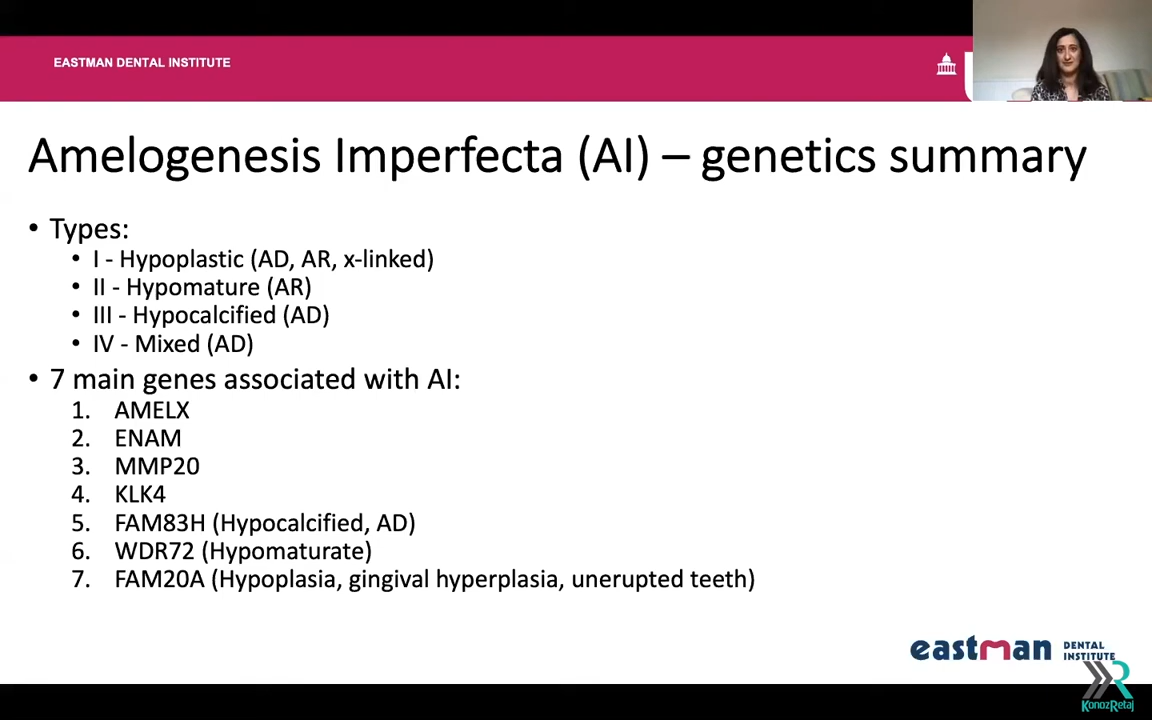 EASTMAN DENTAL INSTITUTE
Amelogenesis Imperfecta (AI) – genetics summary
• Types:
• I - Hypoplastic (AD, AR, x-linked)
• II - Hypomature (AR)
• III - Hypocalcified (AD)
• IV - Mixed (AD)
• 7 main genes associated with AI:
1. AMELX
2. ENAM
3. MMP20
4. KLK4
5. FAM83H (Hypocalcified, AD)
6. WDR72 (Hypomaturate)
7. FAM20A (Hypoplasia, gingival hyperplasia, unerupted teeth)
eastman DENTAL
INSTITUTE
KonozRetaj